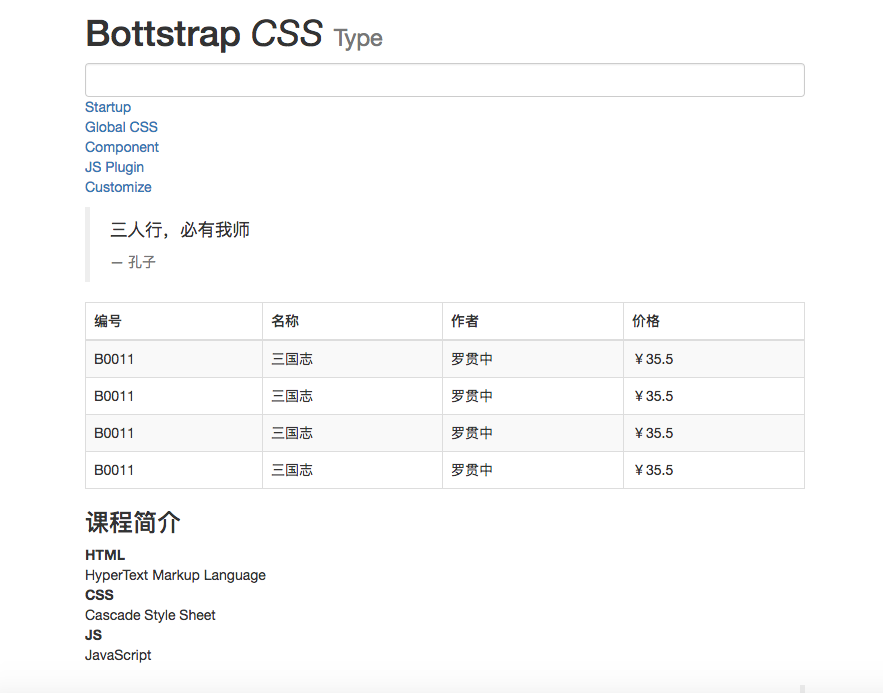 Bottstrap CSS Type
Startup
Global CSS
Component
JS Plugin
Customize
三人行，必有我师
— 孔子
编号 名称 作者 价格
B0011 三国志 罗贯中 ￥35.5
B0011 三国志 罗贯中 ￥35.5
B0011 三国志 罗贯中 ￥35.5
B0011 三国志 罗贯中 ￥35.5
课程简介
HTML
HyperText Markup Language
CSS
Cascade Style Sheet
JS
JavaScript